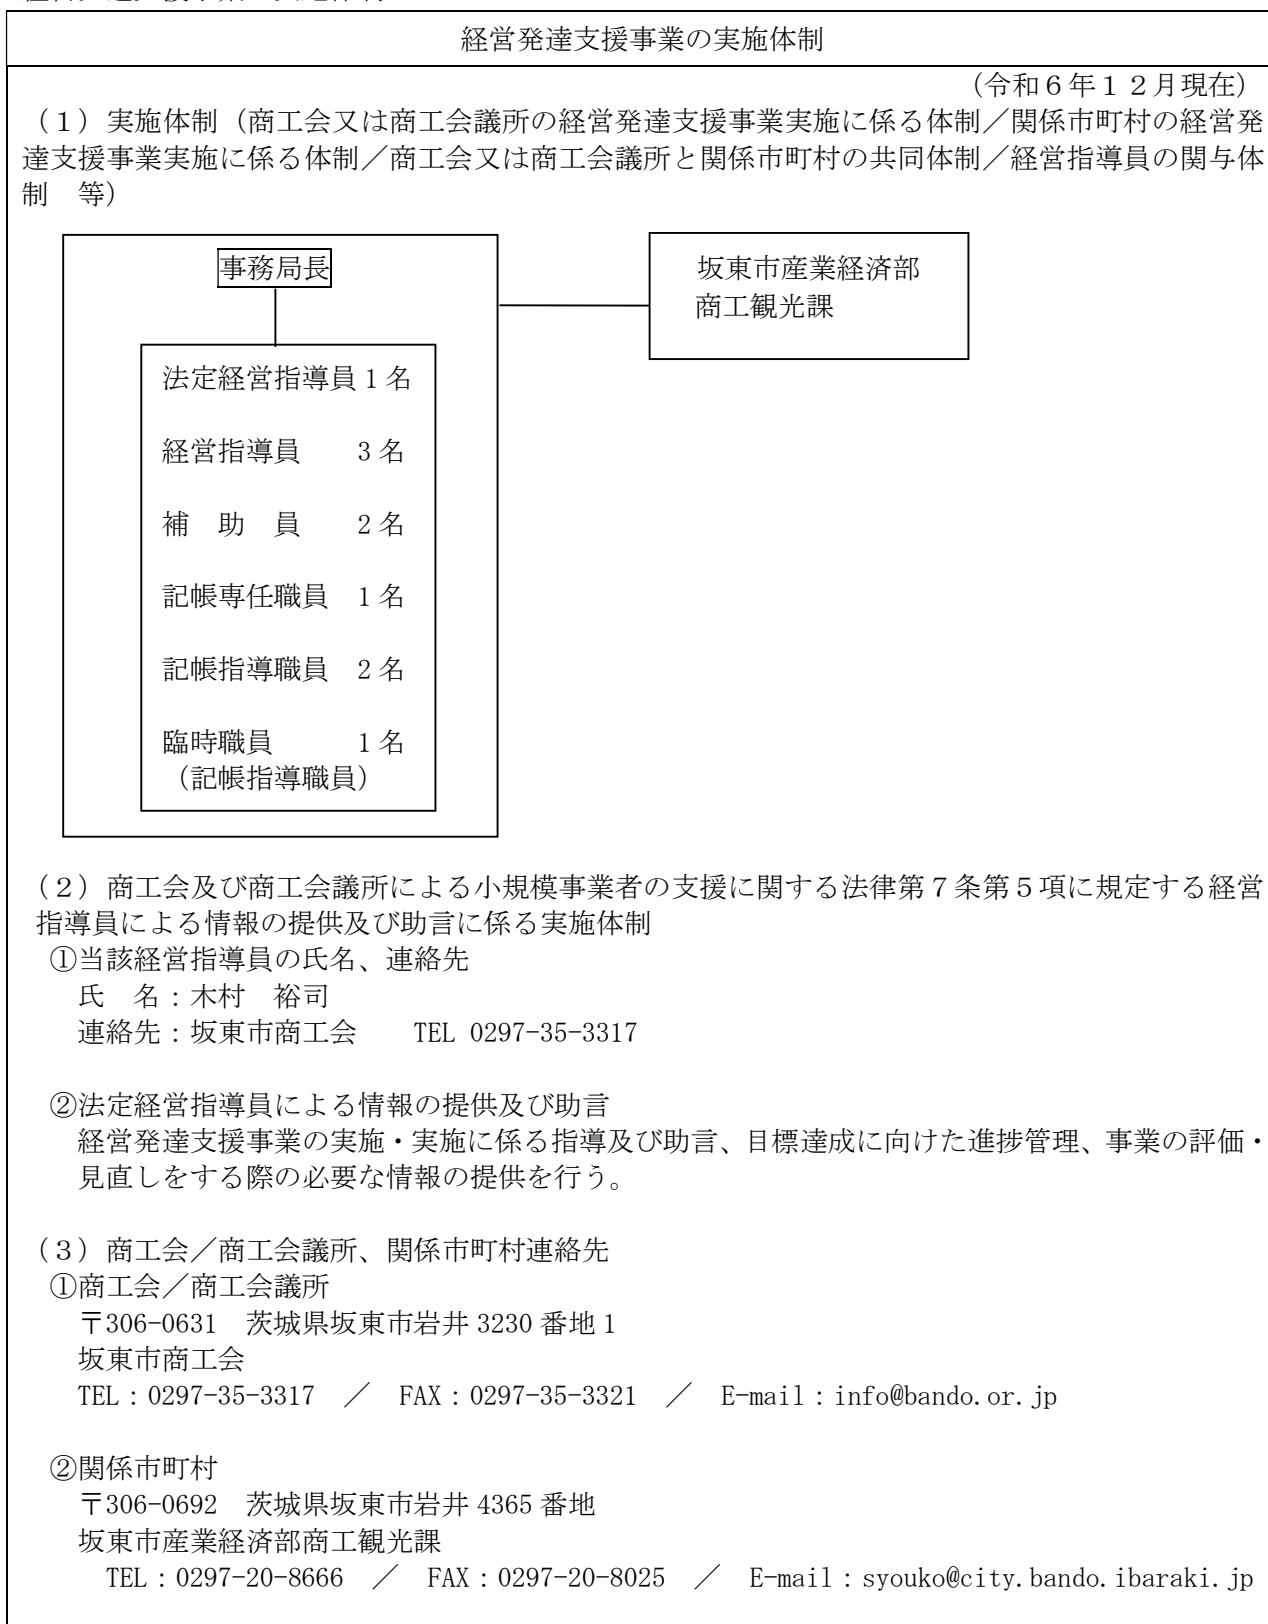 経営発達支援事業の実施体制
（令和６年１２月現在）
（１）実施体制（商工会又は商工会議所の経営発達支援事業実施に係る体制／関係市町村の経営発
達支援事業実施に係る体制／商工会又は商工会議所と関係市町村の共同体制／経営指導員の関与体
制　等）
事務局長
法定経営指導員 1 名
経営指導員　　3 名
補　助　員　　2 名
記帳専任職員　1 名
記帳指導職員　2 名
臨時職員　　　1 名
（記帳指導職員）
坂東市産業経済部
商工観光課
（２）商工会及び商工会議所による小規模事業者の支援に関する法律第７条第５項に規定する経営
指導員による情報の提供及び助言に係る実施体制
①当該経営指導員の氏名、連絡先
氏　名：木村　裕司
連絡先：坂東市商工会　　TEL 0297-35-3317
②法定経営指導員による情報の提供及び助言
経営発達支援事業の実施・実施に係る指導及び助言、目標達成に向けた進捗管理、事業の評価・
見直しをする際の必要な情報の提供を行う。
（３）商工会／商工会議所、関係市町村連絡先
①商工会／商工会議所
〒306-0631　茨城県坂東市岩井 3230 番地 1
坂東市商工会
TEL：0297-35-3317　／　FAX：0297-35-3321　／　E-mail：info@bando.or.jp
②関係市町村
〒306-0692　茨城県坂東市岩井 4365 番地
坂東市産業経済部商工観光課
TEL：0297-20-8666　／　FAX：0297-20-8025　／　E-mail：syouko@city.bando.ibaraki.jp